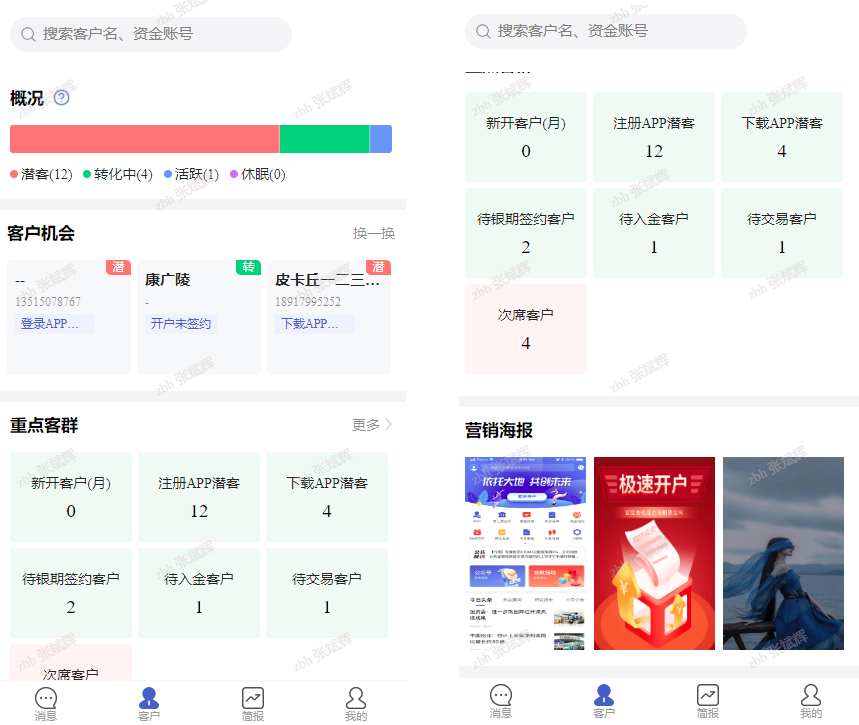 搜索客户名、资金账号
概况
潜客(12) 转化中(4) 活跃(1) 休眠(0)
客户机会 换一换
潜
--
13515078767
登录APP...
转
康广陵
-
开户未签约
潜
皮卡丘一二三...
18917995252
下载APP...
重点客群 更多
新开客户(月) 注册APP潜客 下载APP潜客
0 12 4
待银期签约客户 待入金客户 待交易客户
2 1 1
次席客户
消息 客户 简报 我的
搜索客户名、资金账号
新开客户(月) 注册APP潜客 下载APP潜客
0 12 4
待银期签约客户 待入金客户 待交易客户
2 1 1
次席客户
4
营销海报
依托大地 共创未来
公众号
今日头条
极速开户
消息 客户 简报 我的
zbh 张斌辉